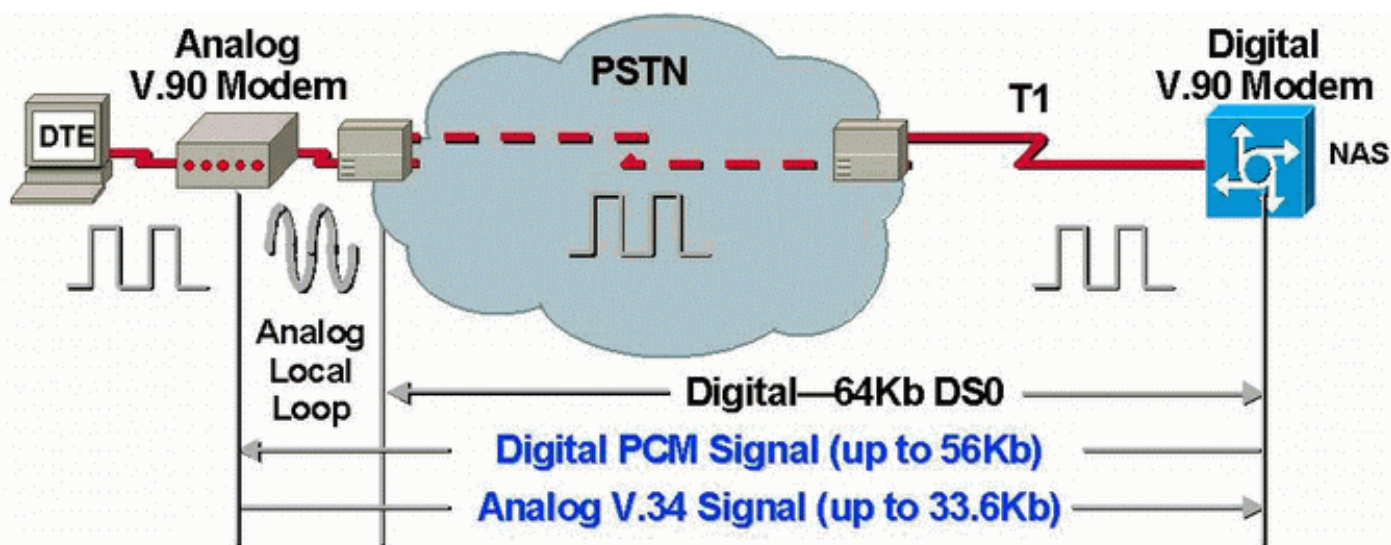 Analog
V.90 Modem
PSTN
Digital
V.90 Modem
T1
DTE
NAS
Analog
Local
Loop
Digital—64Kb DS0
Digital PCM Signal (up to 56Kb)
Analog V.34 Signal (up to 33.6Kb)